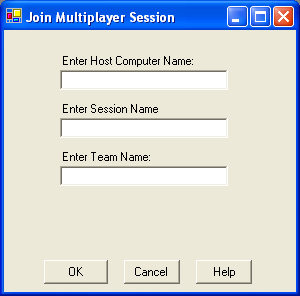 Join Multiplayer Session
Enter Host Computer Name:
Enter Session Name
Enter Team Name:
OK Cancel Help